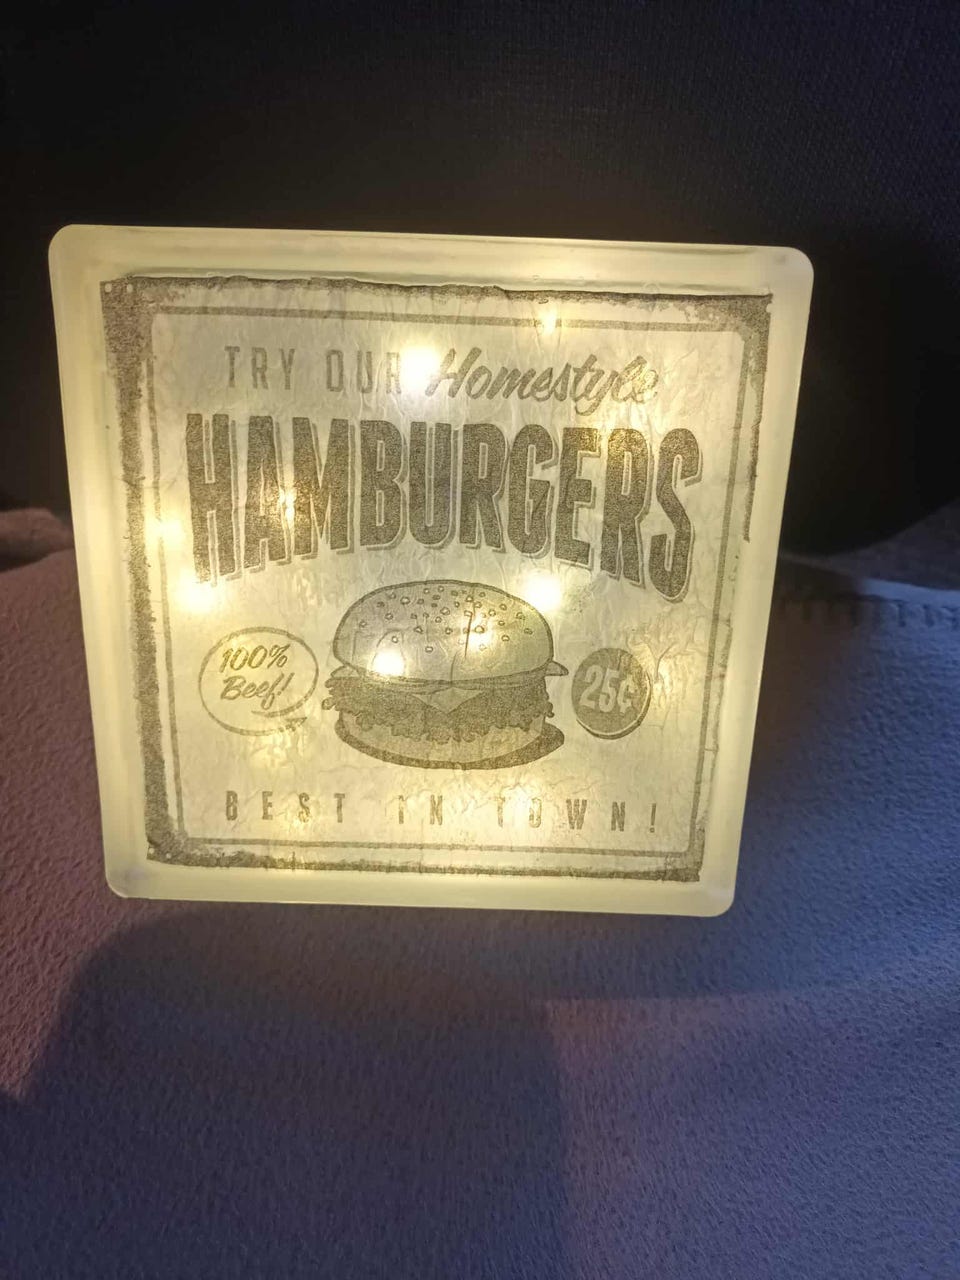 TRY OUR Homestyle
HAMBURGERS
100%
Beef!
25¢
BEST IN TOWN!